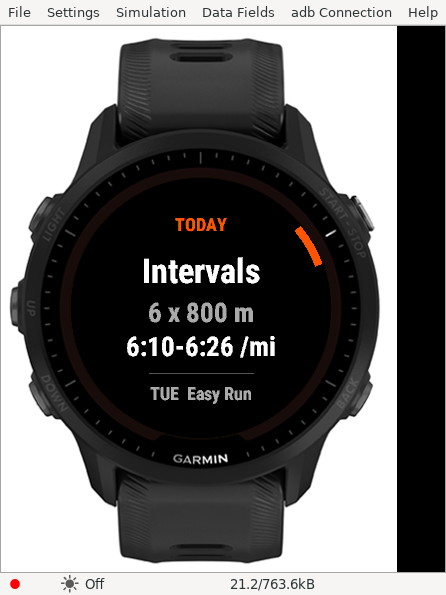 File Settings Simulation Data Fields adb Connection Help
LIGHT
START·STOP
UP
DOWN
BACK
TODAY
Intervals
6 x 800 m
6:10-6:26 /mi
TUE Easy Run
GARMIN
Off 21.2/763.6kB